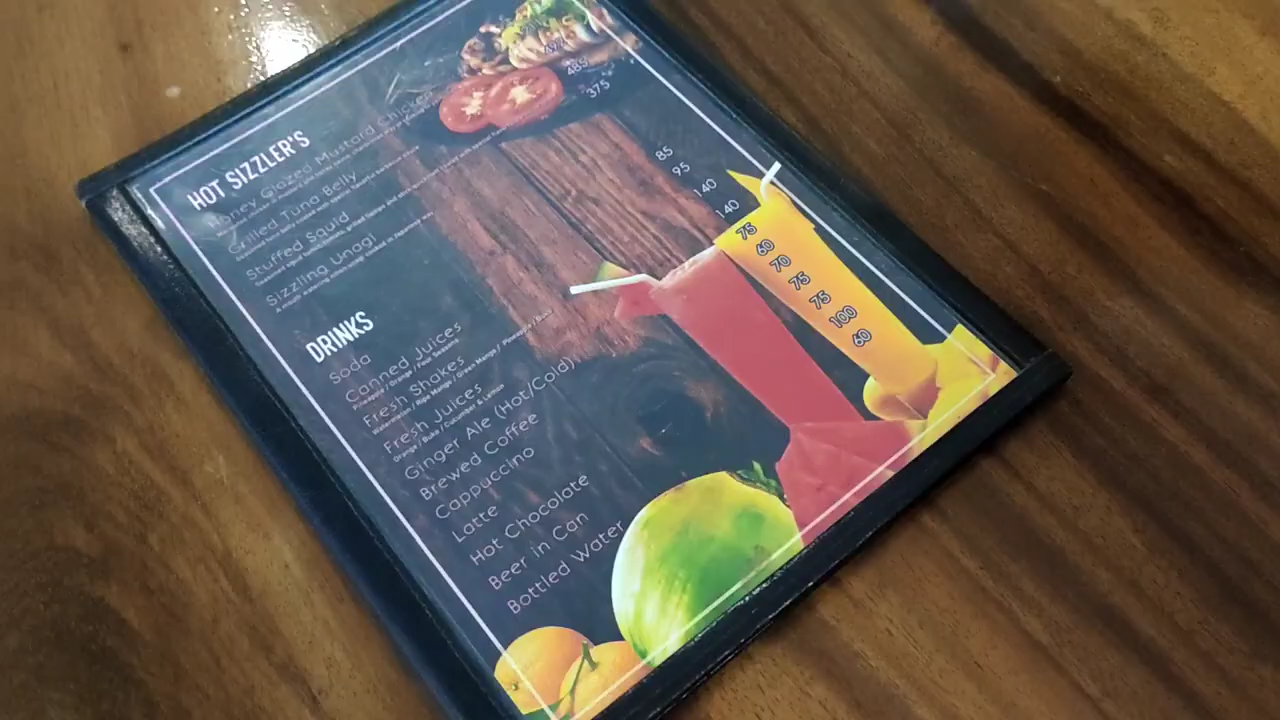 HOT SIZZLER'S
Honey Glazed Mustard Chicken
Grilled Tuna Belly
485
Stuffed Squid
375
Sizzling Unagi
DRINKS
Soda 85
Canned Juices 95
Pineapple / Orange / Four Seasons
Fresh Shakes 140
Watermelon / Ripe Mango / Green Mango / Pineapple / Buko
Fresh Juices 140
Orange / Buko / Cucumber & Lemon
Ginger Ale (Hot/Cold) 75
Brewed Coffee 60
Cappuccino 70
Latte 75
Hot Chocolate 75
Beer in Can 100
Bottled Water 60